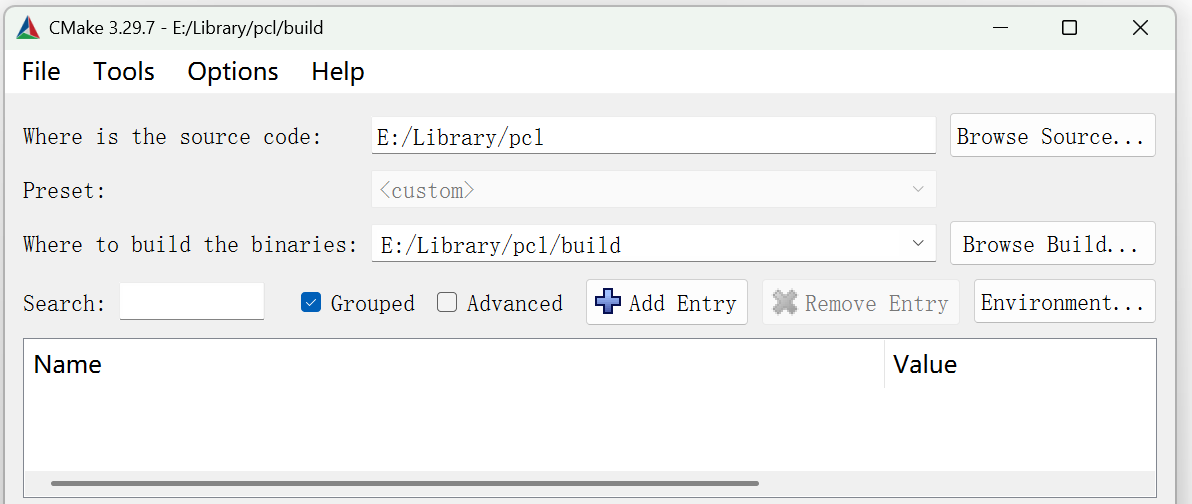 CMake 3.29.7 - E:/Library/pcl/build
File Tools Options Help
Where is the source code: E:/Library/pcl Browse Source...
Preset: <custom>
Where to build the binaries: E:/Library/pcl/build Browse Build...
Search: Grouped Advanced Add Entry Remove Entry Environment...
Name Value